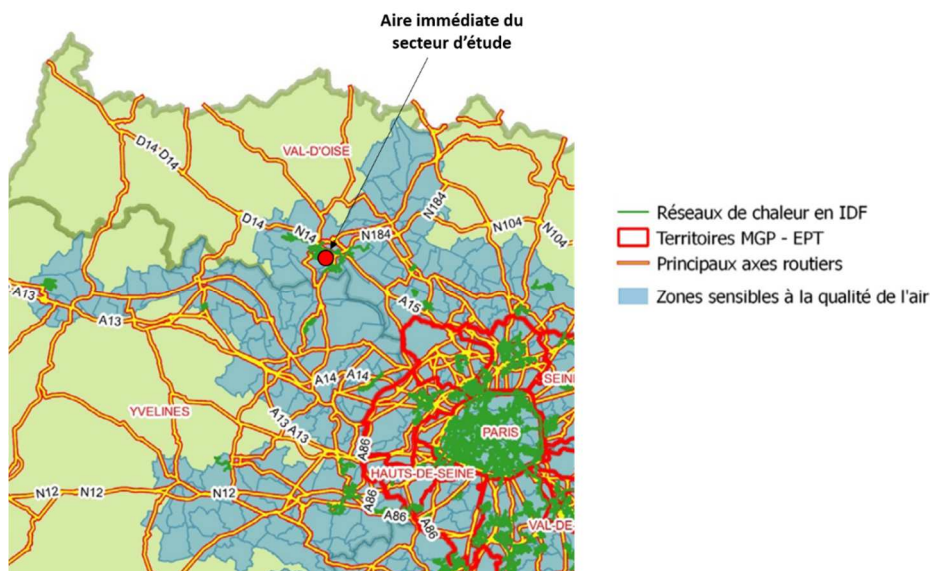 Aire immédiate du
secteur d'étude
VAL-D'OISE
D14 D14
N184
D14
N14
N184
N104
N104
A13
A13
A15
A14 A14
SEINE
YVELINES
A13 A13
PARIS
A86
HAUTS-DE-SEINE
N12 N12
N12
A86
A86
A86
VAL-DE-
Réseaux de chaleur en IDF
Territoires MGP - EPT
Principaux axes routiers
Zones sensibles à la qualité de l'air